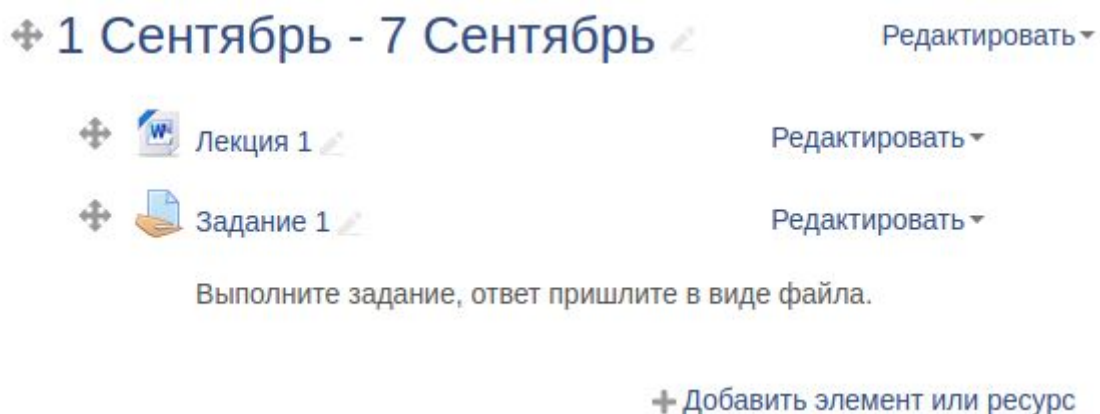 1 Сентябрь - 7 Сентябрь Редактировать
W
Лекция 1 Редактировать
Задание 1 Редактировать
Выполните задание, ответ пришлите в виде файла.
Добавить элемент или ресурс